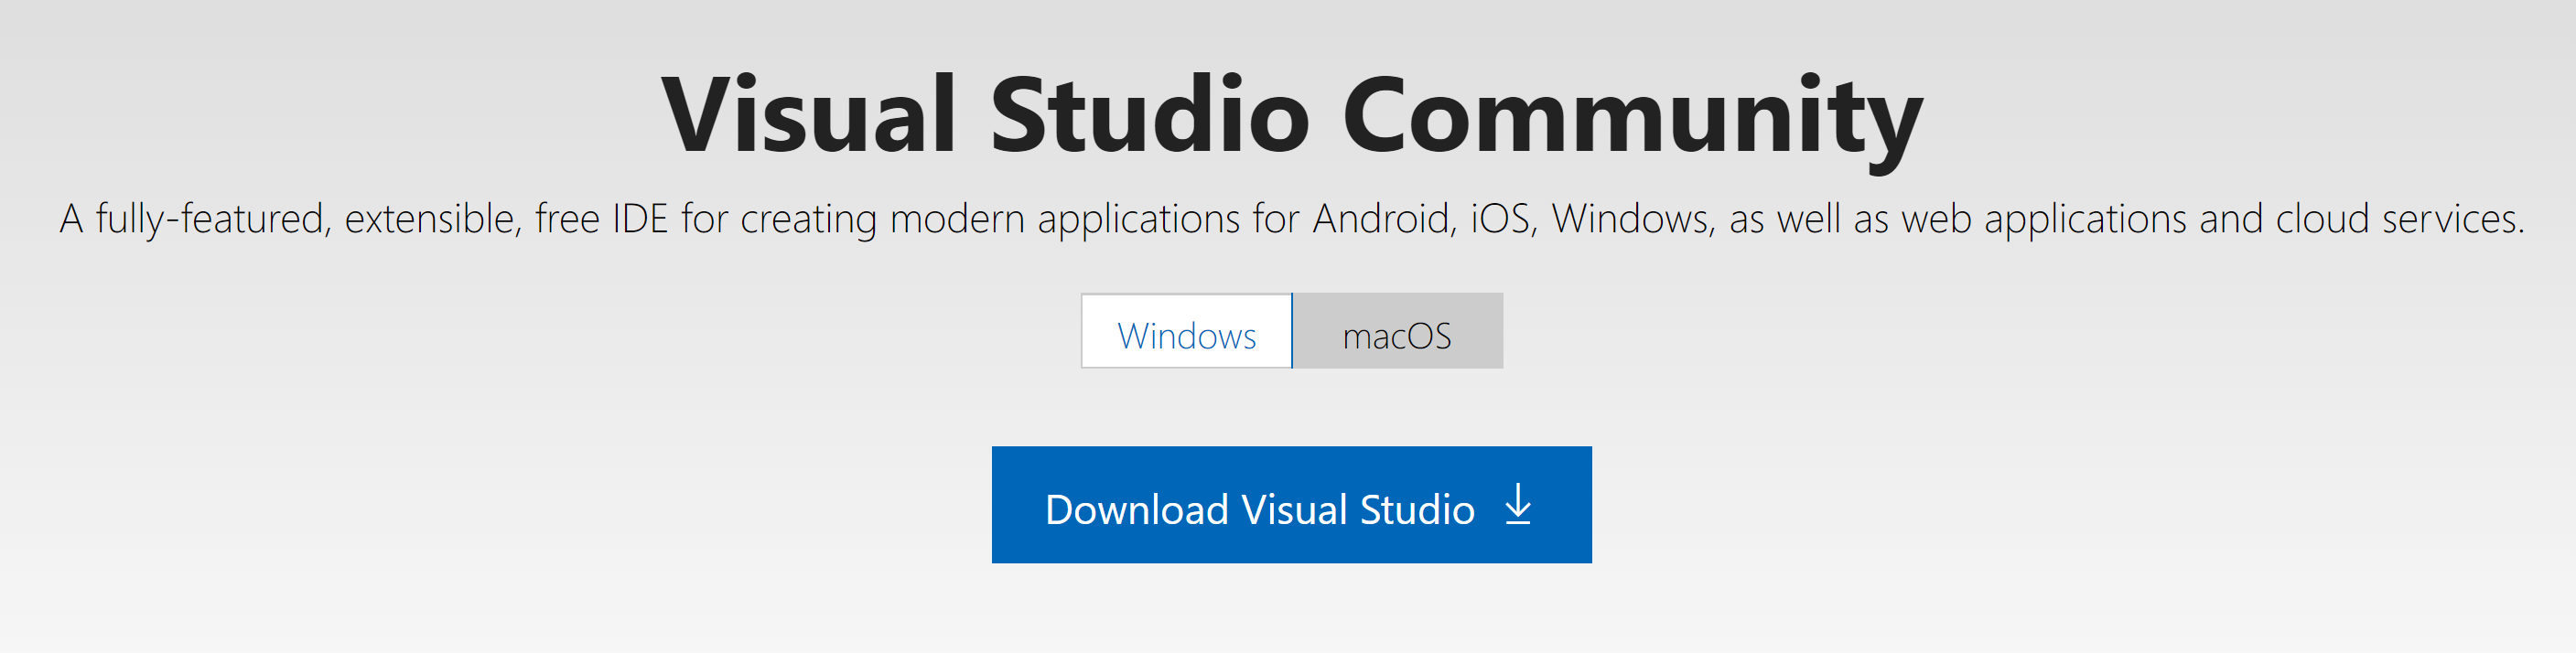 Visual Studio Community
A fully-featured, extensible, free IDE for creating modern applications for Android, iOS, Windows, as well as web applications and cloud services.
Windows macOS
Download Visual Studio